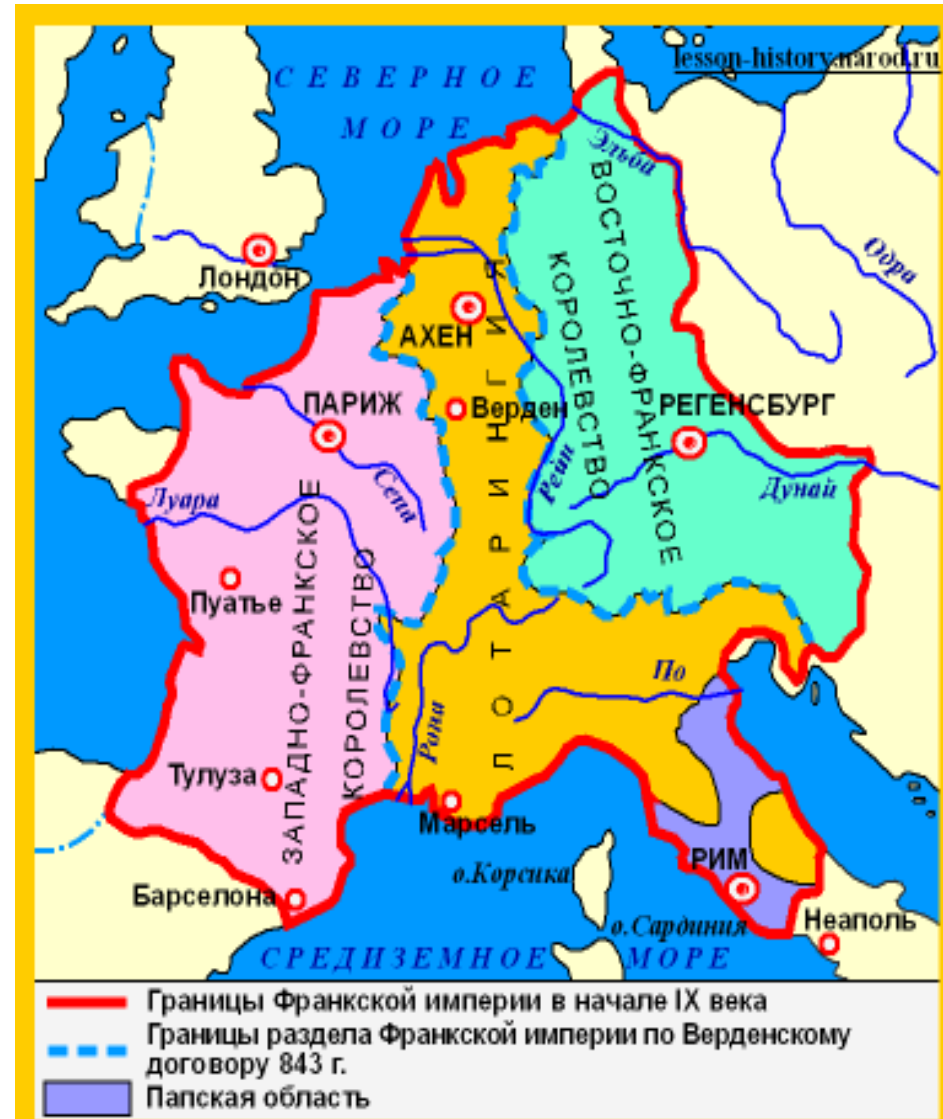 lesson-history.narod.ru
СЕВЕРНОЕ
МОРЕ
Эльба
ВОСТОЧНО-ФРАНКСКОЕ
КОРОЛЕВСТВО
Одра
Лондон
АХЕН
ПАРИЖ
Верден
РЕГЕНСБУРГ
Рейн
Сена
Дунай
Луара
ЛОТАРИНГИЯ
Пуатье
ЗАПАДНО-ФРАНКСКОЕ
КОРОЛЕВСТВО
По
Рона
Тулуза
Марсель
о.Корсика
РИМ
Барселона
о.Сардиния
Неаполь
СРЕДИЗЕМНОЕ МОРЕ
Границы Франкской империи в начале IX века
Границы раздела Франкской империи по Верденскому
договору 843 г.
Папская область